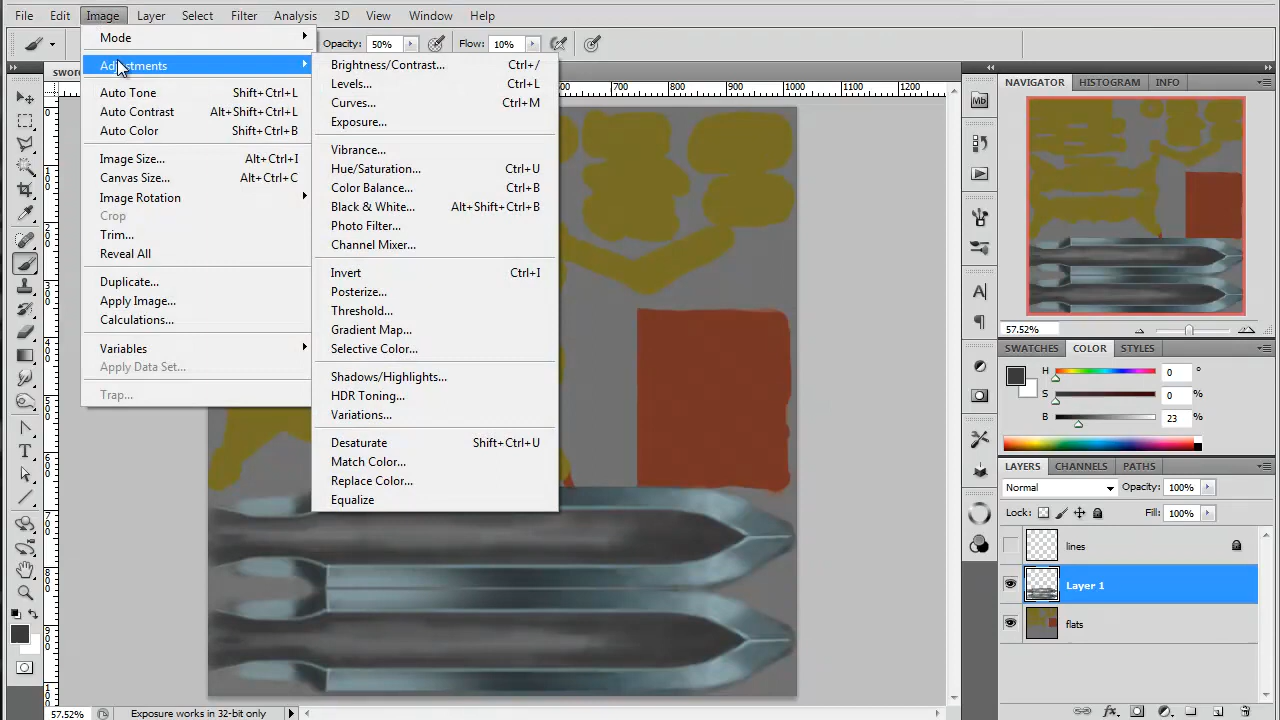 File Edit Image Layer Select Filter Analysis 3D View Window Help
Opacity: 50% Flow: 10%
Mode
Adjustments
Auto Tone Shift+Ctrl+L
Auto Contrast Alt+Shift+Ctrl+L
Auto Color Shift+Ctrl+B
Image Size... Alt+Ctrl+I
Canvas Size... Alt+Ctrl+C
Image Rotation
Crop
Trim...
Reveal All
Duplicate...
Apply Image...
Calculations...
Variables
Apply Data Set...
Trap...
Brightness/Contrast... Ctrl+/
Levels... Ctrl+L
Curves... Ctrl+M
Exposure...
Vibrance...
Hue/Saturation... Ctrl+U
Color Balance... Ctrl+B
Black & White... Alt+Shift+Ctrl+B
Photo Filter...
Channel Mixer...
Invert Ctrl+I
Posterize...
Threshold...
Gradient Map...
Selective Color...
Shadows/Highlights...
HDR Toning...
Variations...
Desaturate Shift+Ctrl+U
Match Color...
Replace Color...
Equalize
700 800 900 1000 1100 1200
NAVIGATOR HISTOGRAM INFO
57.52%
SWATCHES COLOR STYLES
H 0 °
S 0 %
B 23 %
LAYERS CHANNELS PATHS
Normal Opacity: 100%
Lock: Fill: 100%
lines
Layer 1
flats
57.52% Exposure works in 32-bit only